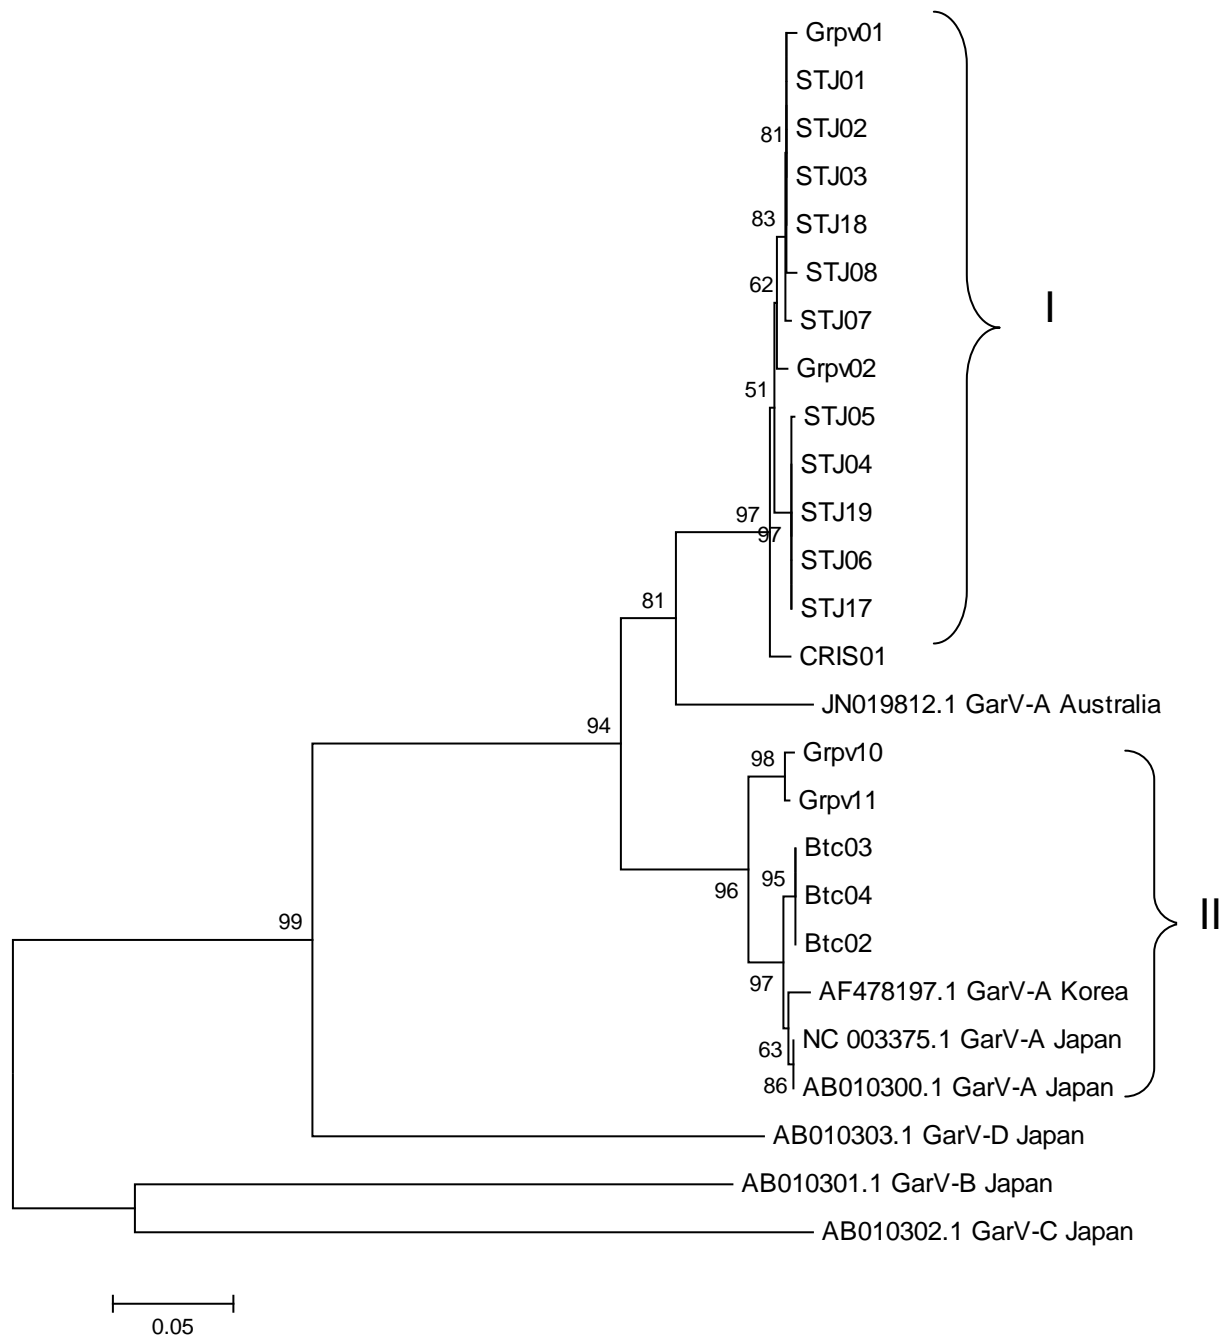 Grpv01
STJ01
81
STJ02
STJ03
83
STJ18
62
STJ08
I
STJ07
Grpv02
51
STJ05
STJ04
97
STJ19
97
STJ06
81
STJ17
CRIS01
JN019812.1 GarV-A Australia
94
98
Grpv10
Grpv11
Btc03
95
96
Btc04
II
99
Btc02
97
AF478197.1 GarV-A Korea
NC 003375.1 GarV-A Japan
63
86
AB010300.1 GarV-A Japan
AB010303.1 GarV-D Japan
AB010301.1 GarV-B Japan
AB010302.1 GarV-C Japan
0.05